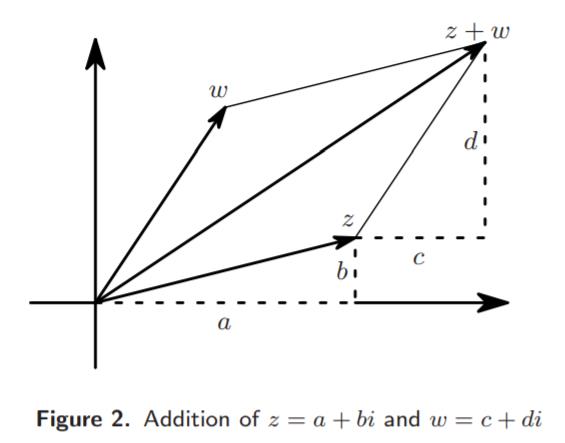 z + w
w
d
z
c
b
a
Figure 2. Addition of z = a + bi and w = c + di